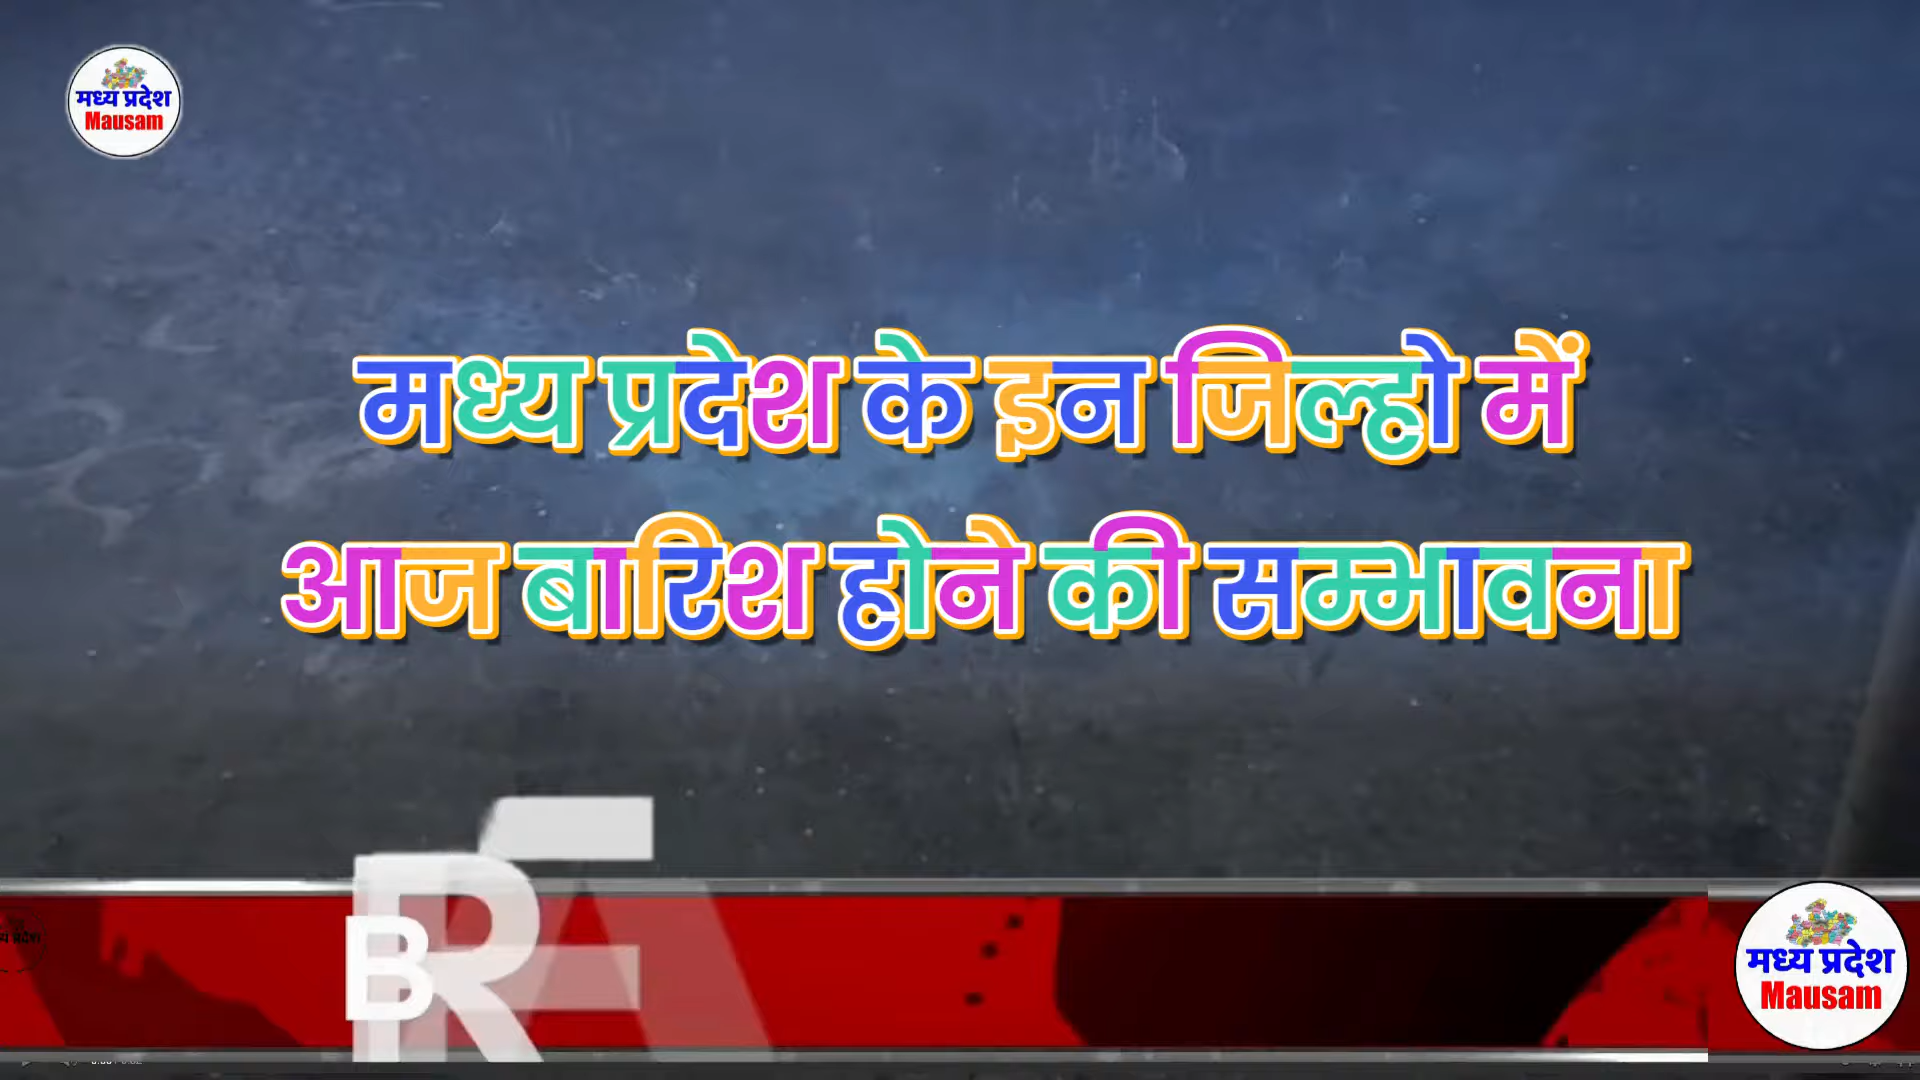 मध्य प्रदेश
Mausam
मध्य प्रदेश के इन जिल्हो में
आज बारिश होने की सम्भावना
मध्य प्रदेश
Mausam